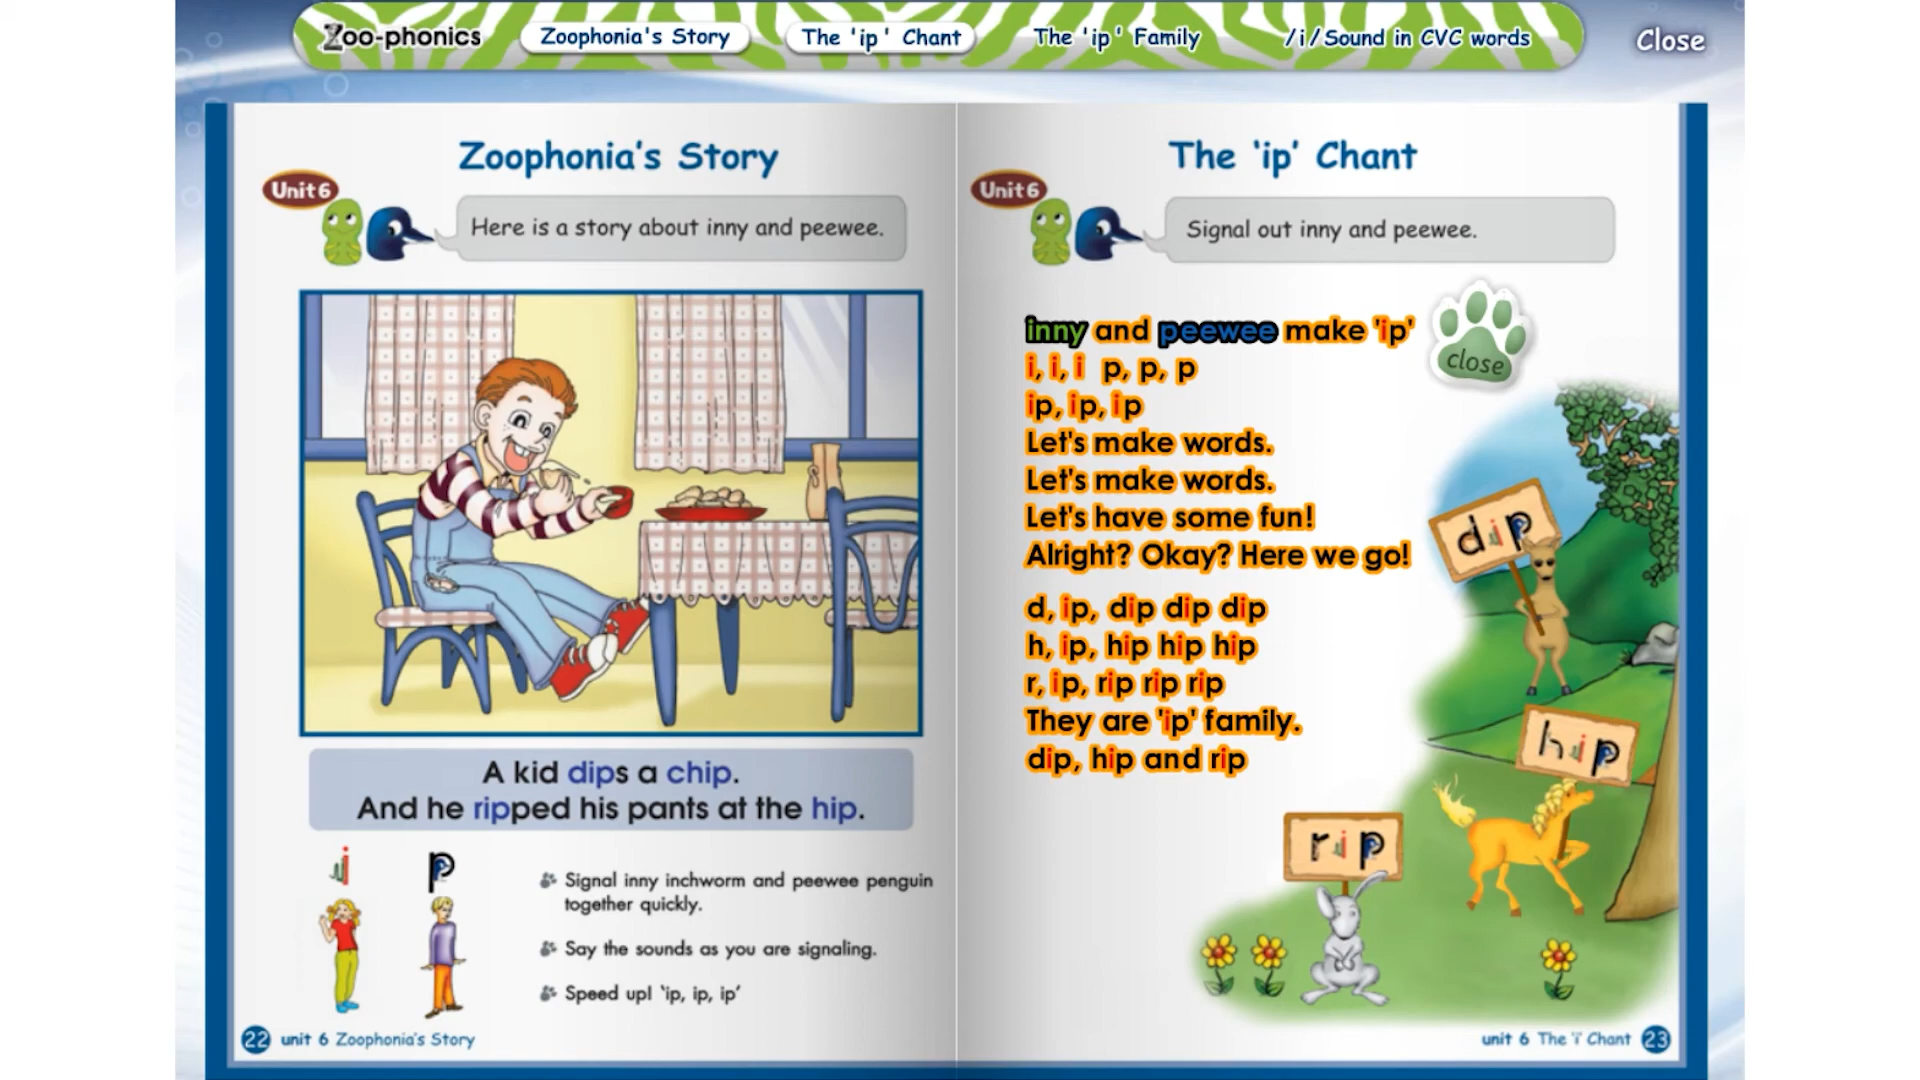 Zoo-phonics
Zoophonia's Story
The 'ip' Chant
The 'ip' Family
/i/Sound in CVC words
Close
Zoophonia's Story
Unit 6
Here is a story about inny and peewee.
A kid dips a chip.
And he ripped his pants at the hip.
i
p
Signal inny inchworm and peewee penguin
together quickly.
Say the sounds as you are signaling.
Speed up! 'ip, ip, ip'
22 unit 6 Zoophonia's Story
The 'ip' Chant
Unit 6
Signal out inny and peewee.
inny and peewee make 'ip'
close
i, i, i p, p, p
ip, ip, ip
Let's make words.
Let's make words.
Let's have some fun!
Alright? Okay? Here we go!
d, ip, dip dip dip
h, ip, hip hip hip
r, ip, rip rip rip
They are 'ip' family.
dip, hip and rip
dip
hip
rip
unit 6 The 'i' Chant 23